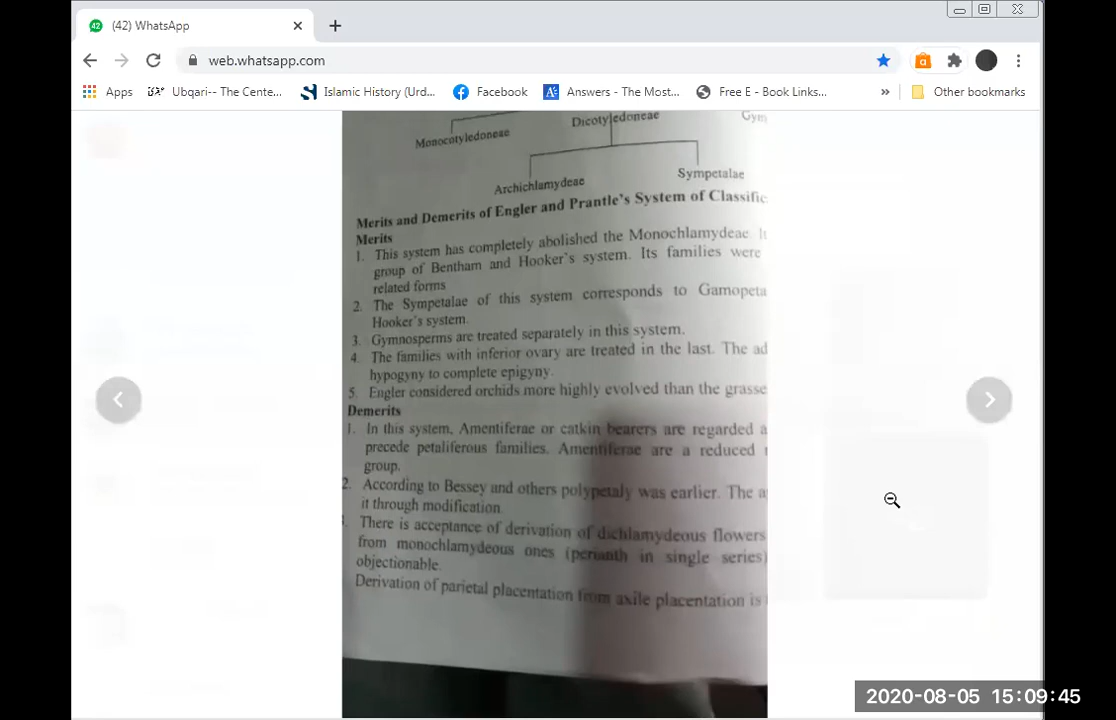 42
(42) WhatsApp
web.whatsapp.com
Apps
Ubqari-- The Cente...
Islamic History (Urd...
Facebook
Answers - The Most...
Free E - Book Links...
»
Other bookmarks
Dicotyledoneae
Gym
Monocotyledoneae
Sympetalae
Archichlamydeae
Merits and Demerits of Engler and Prantle's System of Classific
Merits
1. This system has completely abolished the Monochlamydeae. It
group of Bentham and Hooker's system. Its families were
related forms
2. The Sympetalae of this system corresponds to Gamopeta
Hooker's system.
3. Gymnosperms are treated separately in this system.
4. The families with inferior ovary are treated in the last. The ad
hypogyny to complete epigyny.
5. Engler considered orchids more highly evolved than the grasse
Demerits
1. In this system, Amentiferae or catkin bearers are regarded a
precede petaliferous families. Amentiferae are a reduced
group.
2. According to Bessey and others polypetaly was earlier. The a
it through modification
There is acceptance of derivation of dichlamydeous flowers
from monochlamydeous ones (perianth in single series)
objectionable.
Derivation of parietal placentation from axile placentation is
2020-08-05 15:09:45